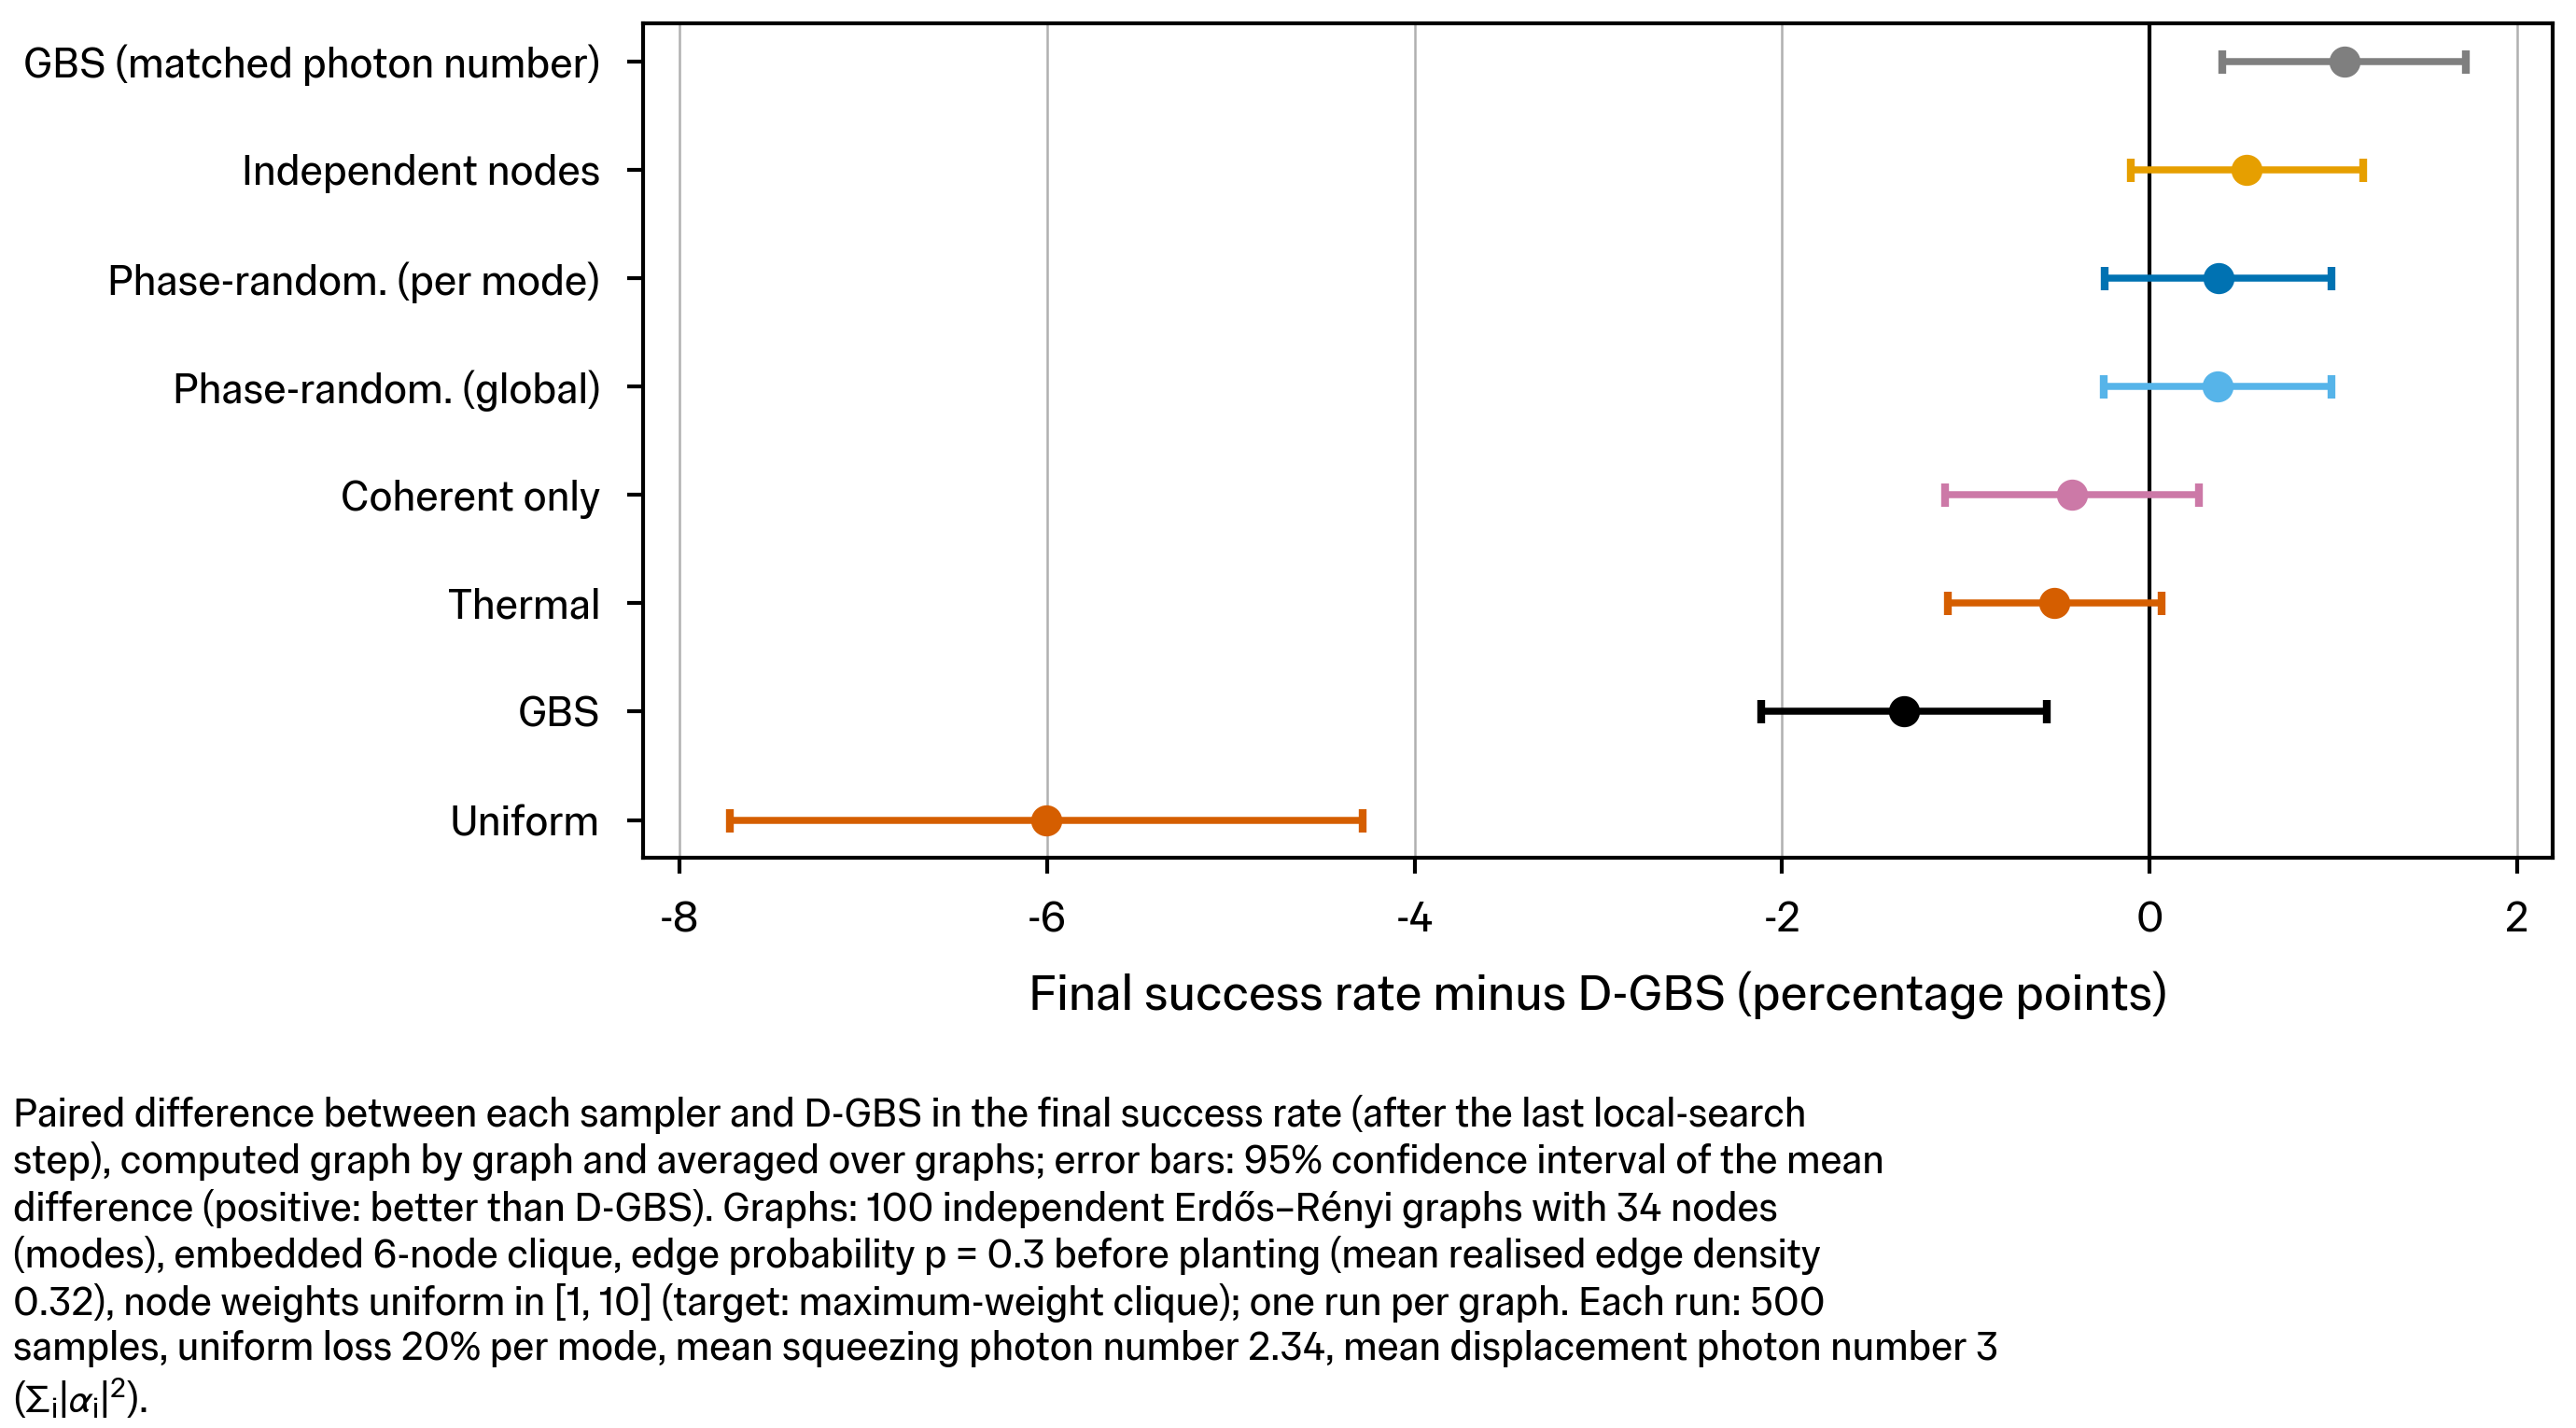 GBS (matched photon number)
Independent nodes
Phase-random. (per mode)
Phase-random. (global)
Coherent only
Thermal
GBS
Uniform
-8 -6 -4 -2 0 2
Final success rate minus D-GBS (percentage points)
Paired difference between each sampler and D-GBS in the final success rate (after the last local-search
step), computed graph by graph and averaged over graphs; error bars: 95% confidence interval of the mean
difference (positive: better than D-GBS). Graphs: 100 independent Erdős–Rényi graphs with 34 nodes
(modes), embedded 6-node clique, edge probability p = 0.3 before planting (mean realised edge density
0.32), node weights uniform in [1, 10] (target: maximum-weight clique); one run per graph. Each run: 500
samples, uniform loss 20% per mode, mean squeezing photon number 2.34, mean displacement photon number 3
(Σᵢ|αᵢ|²).